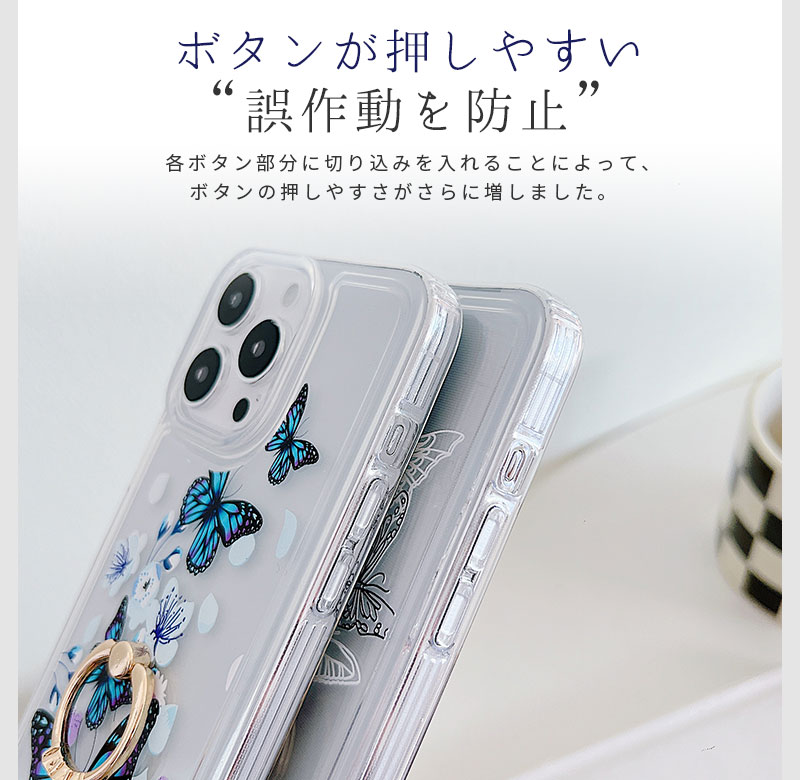 ボタンが押しやすい
“誤作動を防止”
各ボタン部分に切り込みを入れることによって、
ボタンの押しやすさがさらに増しました。